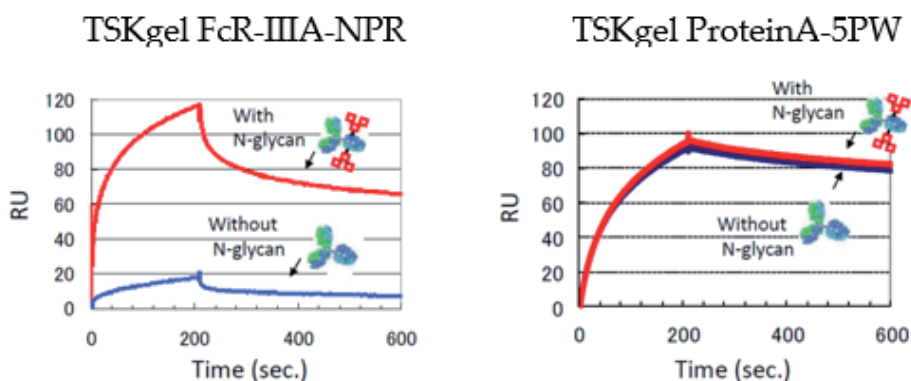 TSKgel FcR-IIIA-NPR
RU
120
100
80
60
40
20
0
With
N-glycan
Without
N-glycan
0
200
400
600
Time (sec.)
TSKgel ProteinA-5PW
RU
120
100
80
60
40
20
0
With
N-glycan
Without
N-glycan
0
200
400
600
Time (sec.)